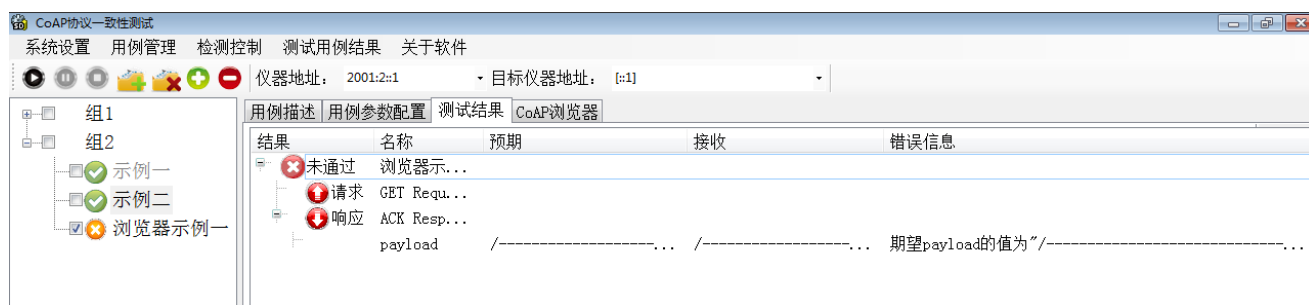 CoAP协议一致性测试
系统设置 用例管理 检测控制 测试用例结果 关于软件
仪器地址： 2001:2::1 目标仪器地址： [::1]
组1
组2
示例一
示例二
浏览器示例一
用例描述 用例参数配置 测试结果 CoAP浏览器
结果 名称 预期 接收 错误信息
未通过 浏览器示...
请求 GET Requ...
响应 ACK Resp...
payload /-------------------... /------------------... 期望payload的值为"/-----------------------------...